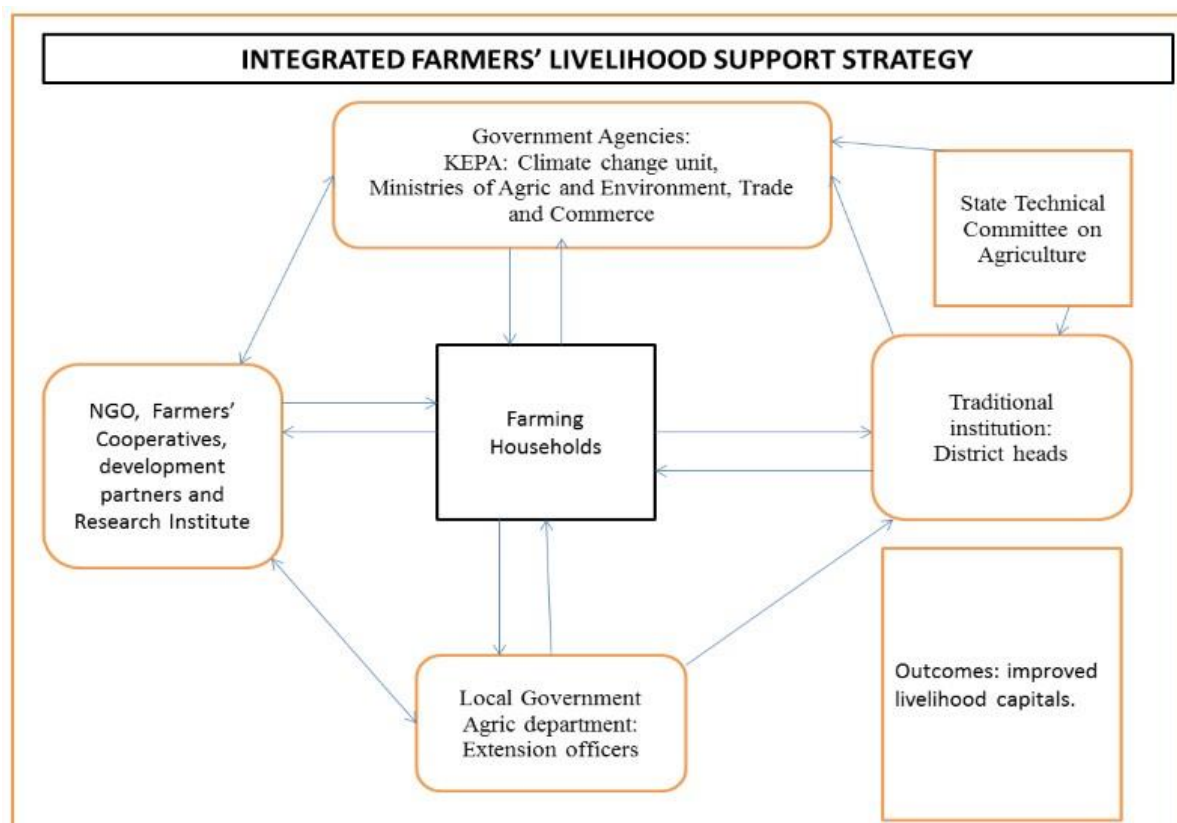 INTEGRATED FARMERS’ LIVELIHOOD SUPPORT STRATEGY
Government Agencies:
KEPA: Climate change unit,
Ministries of Agric and Environment, Trade
and Commerce
State Technical
Committee on
Agriculture
NGO, Farmers’
Cooperatives,
development
partners and
Research Institute
Farming
Households
Traditional
institution:
District heads
Local Government
Agric department:
Extension officers
Outcomes: improved
livelihood capitals.